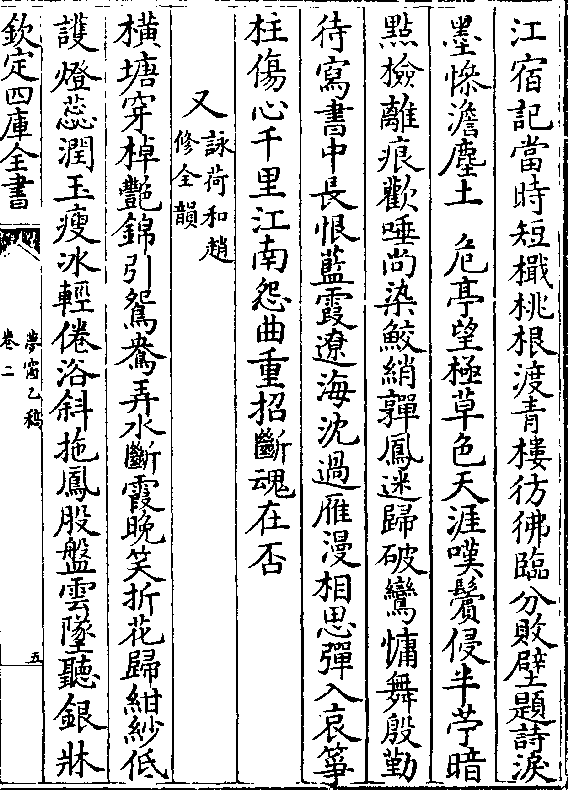 江宿記當時短檝桃根渡青樓彷彿臨分敗壁題詩淚
墨慘澹塵土　危亭望極草色天涯嘆鬢侵半苧暗
點檢離痕歡唾尚染鮫綃嚲鳳迷歸破鸞慵舞殷勤
待寫書中長恨藍霞遼海沈過雁漫相思彈入哀箏
柱傷心千里江南怨曲重招斷魂在否
又
詠荷和趙
修全韻
橫塘穿棹艷錦引鴛鴦弄水斷霞晚笑折花歸紺紗低
護燈蕊潤玉瘦冰輕倦浴斜拖鳳股盤雲墜聽銀牀
欽定四庫全書
夢窗乙稿
卷二
五